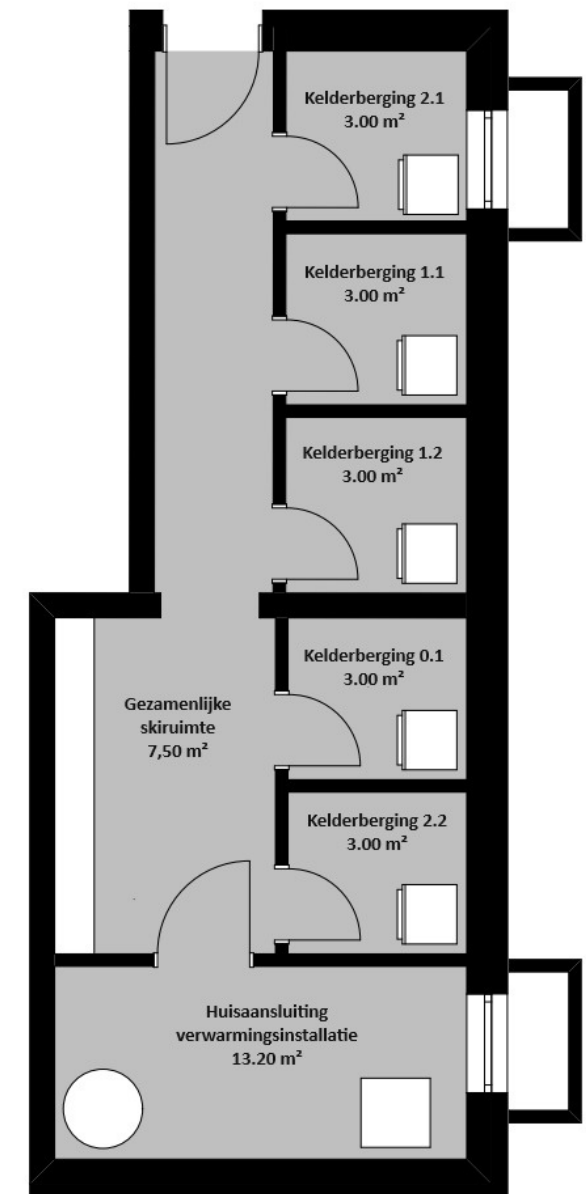 Kelderberging 2.1
3.00 m²
Kelderberging 1.1
3.00 m²
Kelderberging 1.2
3.00 m²
Kelderberging 0.1
3.00 m²
Gezamenlijke
skiruimte
7,50 m²
Kelderberging 2.2
3.00 m²
Huisaansluiting
verwarmingsinstallatie
13.20 m²